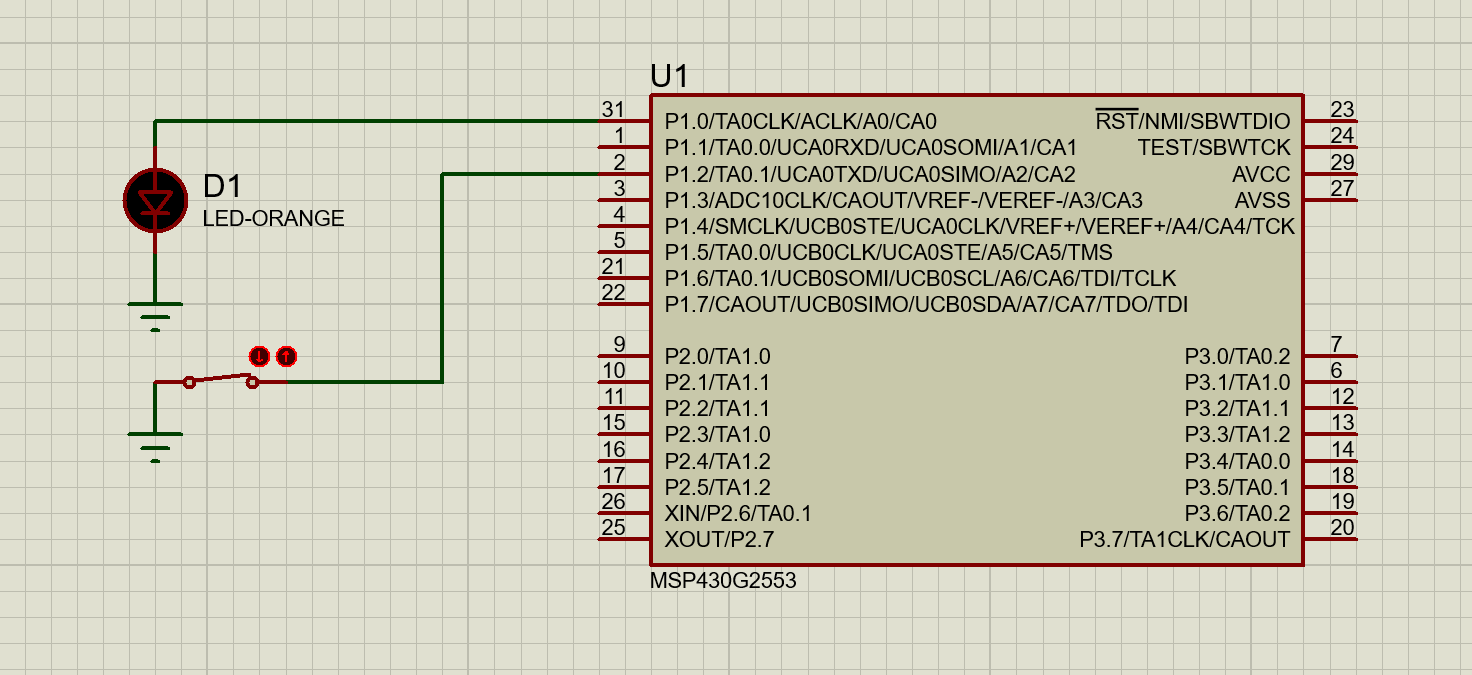 U1
31 P1.0/TA0CLK/ACLK/A0/CA0 RST/NMI/SBWTDIO 23
1 P1.1/TA0.0/UCA0RXD/UCA0SOMI/A1/CA1 TEST/SBWTCK 24
2 P1.2/TA0.1/UCA0TXD/UCA0SIMO/A2/CA2 AVCC 29
3 P1.3/ADC10CLK/CAOUT/VREF-/VEREF-/A3/CA3 AVSS 27
4 P1.4/SMCLK/UCB0STE/UCA0CLK/VREF+/VEREF+/A4/CA4/TCK
5 P1.5/TA0.0/UCB0CLK/UCA0STE/A5/CA5/TMS
21 P1.6/TA0.1/UCB0SOMI/UCB0SCL/A6/CA6/TDI/TCLK
22 P1.7/CAOUT/UCB0SIMO/UCB0SDA/A7/CA7/TDO/TDI
D1
LED-ORANGE
9 P2.0/TA1.0 P3.0/TA0.2 7
10 P2.1/TA1.1 P3.1/TA1.0 6
11 P2.2/TA1.1 P3.2/TA1.1 12
15 P2.3/TA1.0 P3.3/TA1.2 13
16 P2.4/TA1.2 P3.4/TA0.0 14
17 P2.5/TA1.2 P3.5/TA0.1 18
26 XIN/P2.6/TA0.1 P3.6/TA0.2 19
25 XOUT/P2.7 P3.7/TA1CLK/CAOUT 20
MSP430G2553